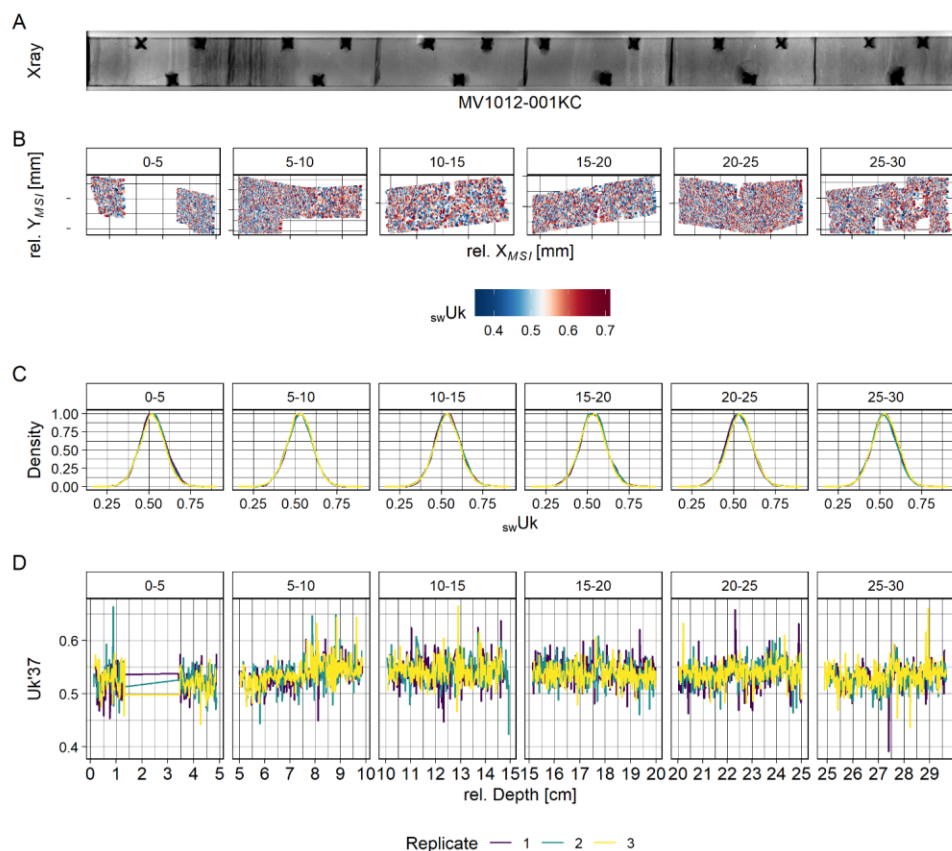 A
Xray
MV1012-001KC
B
0-5 5-10 10-15 15-20 20-25 25-30
rel. Y_MSI [mm]
rel. X_MSI [mm]
swUk
0.4 0.5 0.6 0.7
C
0-5 5-10 10-15 15-20 20-25 25-30
Density
1.00
0.75
0.50
0.25
0.00
0.25 0.50 0.75 0.25 0.50 0.75 0.25 0.50 0.75 0.25 0.50 0.75 0.25 0.50 0.75 0.25 0.50 0.75
swUk
D
0-5 5-10 10-15 15-20 20-25 25-30
Uk'37
0.6
0.5
0.4
0 1 2 3 4 5 5 6 7 8 9 10 10 11 12 13 14 15 15 16 17 18 19 20 20 21 22 23 24 25 25 26 27 28 29
rel. Depth [cm]
Replicate 1 2 3